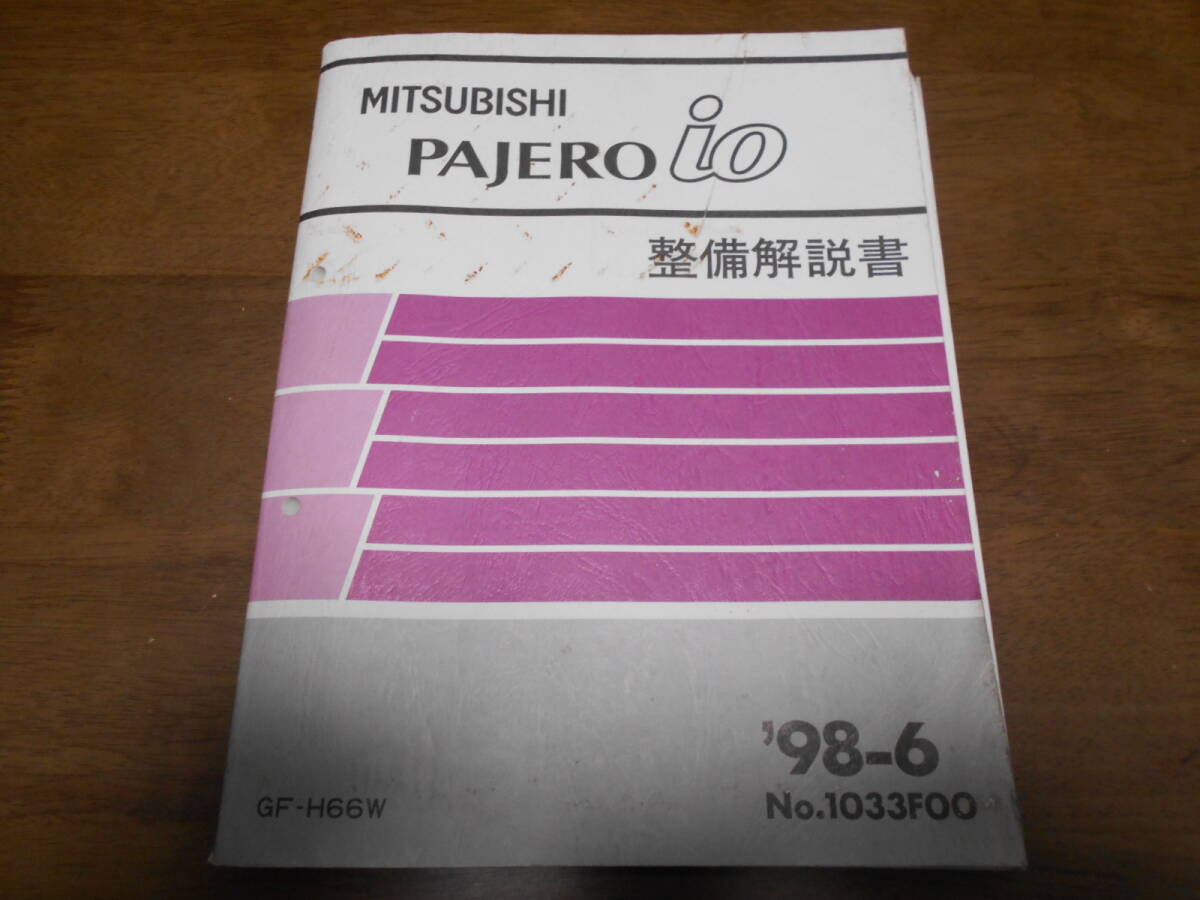 MITSUBISHI
PAJERO io
整備解説書
'98-6
GF-H66W
No.1033F00